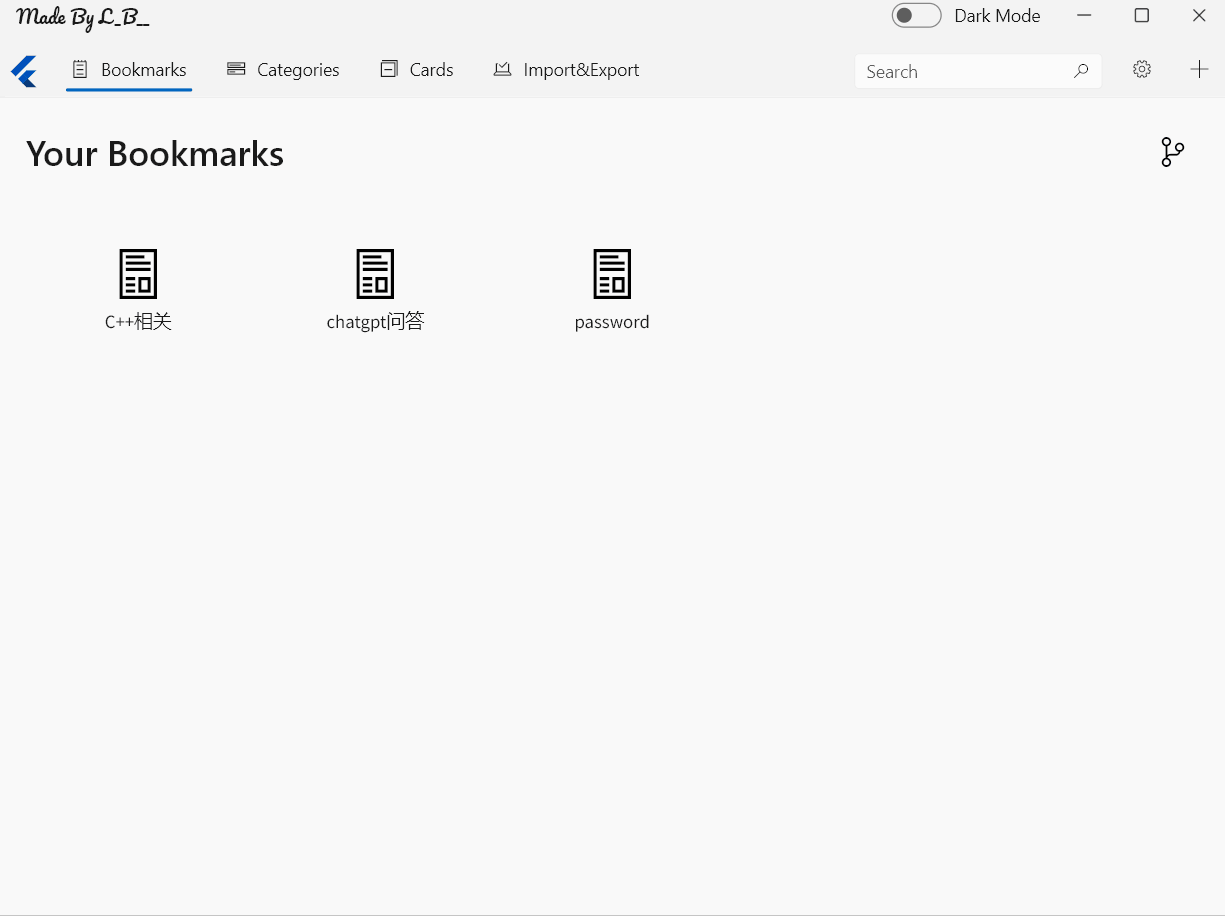 Made By L_B__
Dark Mode
Bookmarks Categories Cards Import&Export Search
Your Bookmarks
C++相关 chatgpt问答 password